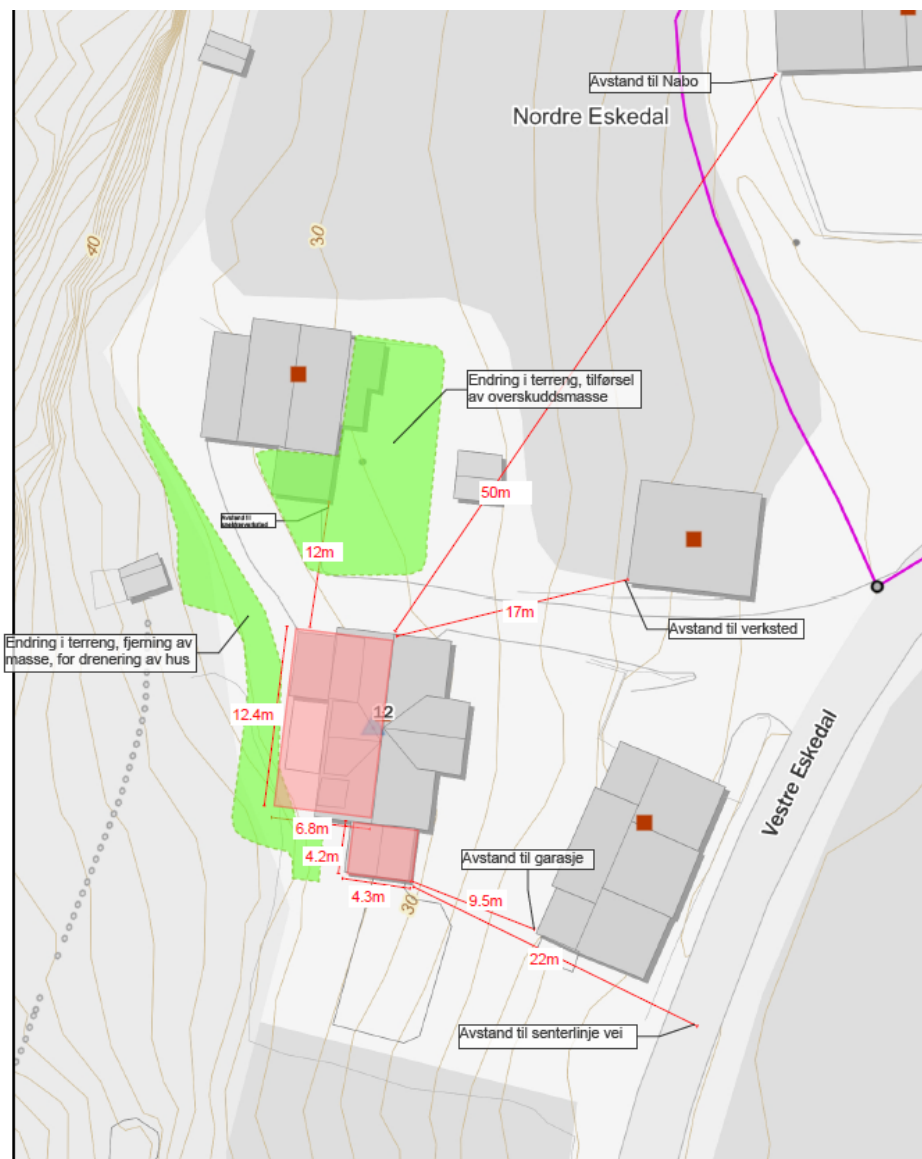 Avstand til Nabo
Nordre Eskedal
40
30
Endring i terreng, tilførsel
av overskuddsmasse
50m
Avstand til
12m
17m
Avstand til verksted
Endring i terreng, fjerning av
masse, for drenering av hus
12.4m
12
Vestre Eskedal
6.8m
4.2m
Avstand til garasje
4.3m
30
9.5m
22m
Avstand til senterlinje vei